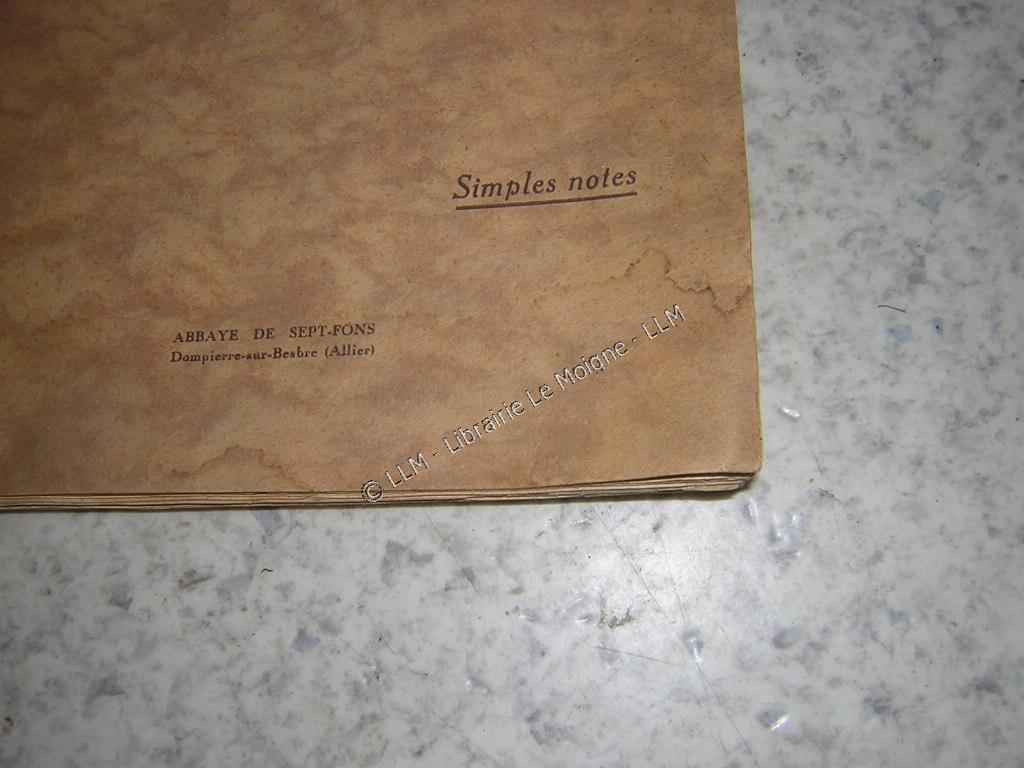 Simples notes
ABBAYE DE SEPT-FONS
Dompierre-sur-Besbre (Allier)
© LLM - Librairie Le Moigne - LLM